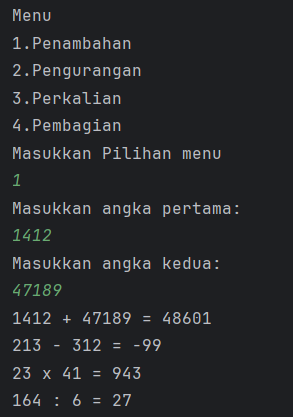 Menu
1.Penambahan
2.Pengurangan
3.Perkalian
4.Pembagian
Masukkan Pilihan menu
1
Masukkan angka pertama:
1412
Masukkan angka kedua:
47189
1412 + 47189 = 48601
213 - 312 = -99
23 x 41 = 943
164 : 6 = 27